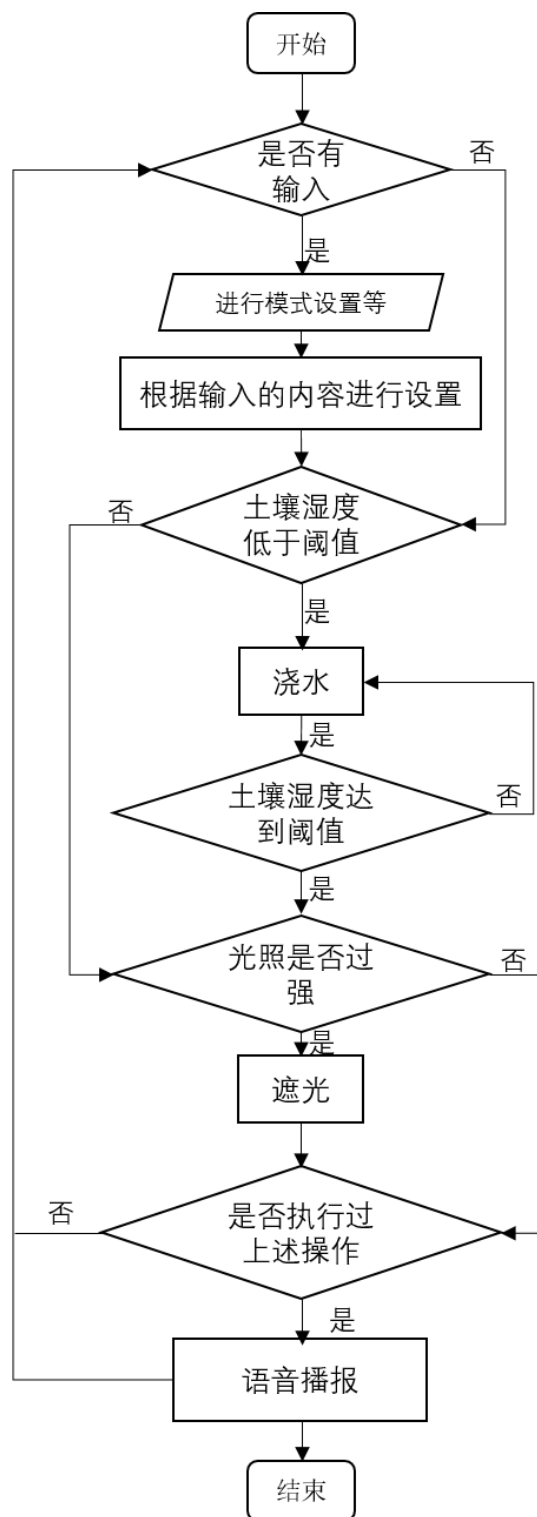 开始
是否有
输入
否
是
进行模式设置等
根据输入的内容进行设置
土壤湿度
低于阈值
否
是
浇水
是
土壤湿度达
到阈值
否
是
光照是否过
强
否
是
遮光
是否执行过
上述操作
否
是
语音播报
结束